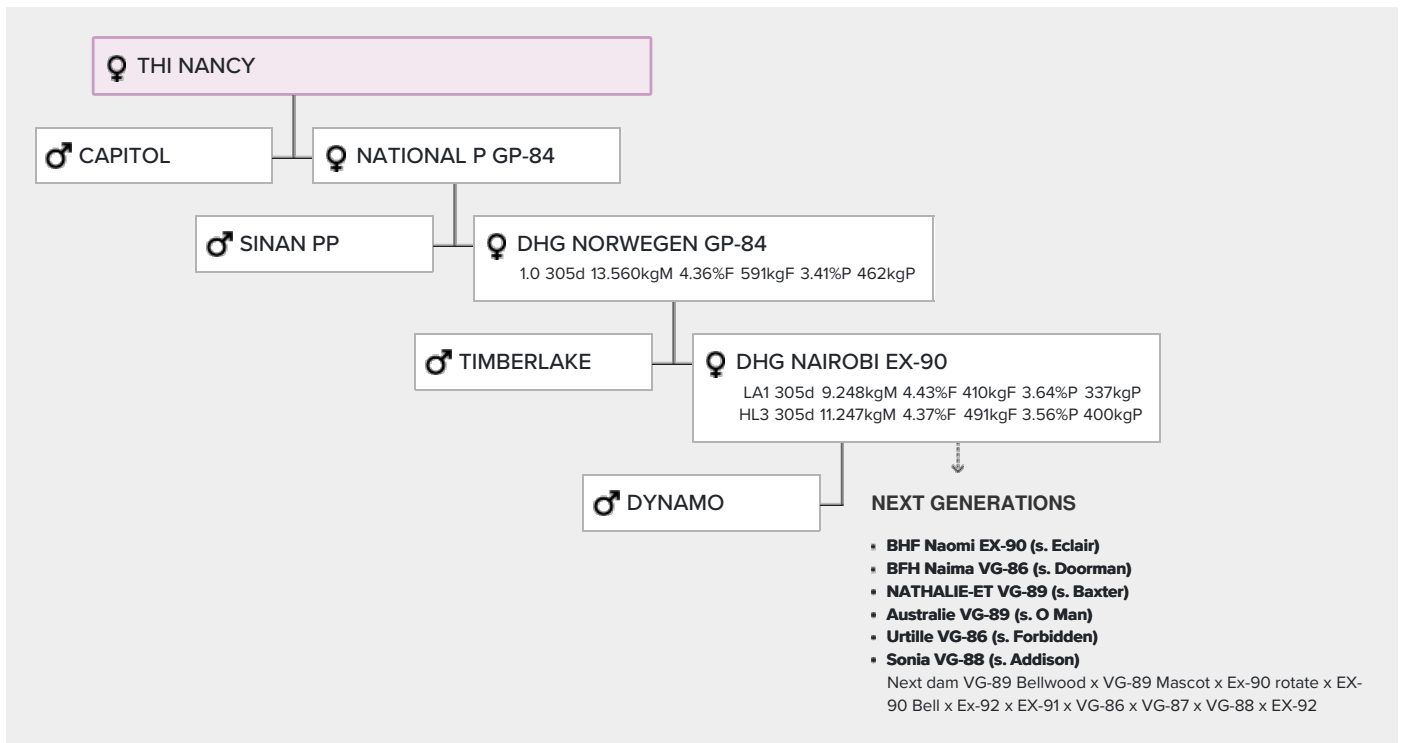 THI NANCY
CAPITOL
NATIONAL P GP-84
SINAN PP
DHG NORWEGEN GP-84
1.0 305d 13.560kgM 4.36%F 591kgF 3.41%P 462kgP
TIMBERLAKE
DHG NAIROBI EX-90
LA1 305d 9.248kgM 4.43%F 410kgF 3.64%P 337kgP
HL3 305d 11.247kgM 4.37%F 491kgF 3.56%P 400kgP
DYNAMO
NEXT GENERATIONS
BHF Naomi EX-90 (s. Eclair)
BFH Naima VG-86 (s. Doorman)
NATHALIE-ET VG-89 (s. Baxter)
Australie VG-89 (s. O Man)
Urtille VG-86 (s. Forbidden)
Sonia VG-88 (s. Addison)
Next dam VG-89 Bellwood x VG-89 Mascot x Ex-90 rotate x EX-
90 Bell x Ex-92 x EX-91 x VG-86 x VG-87 x VG-88 x EX-92